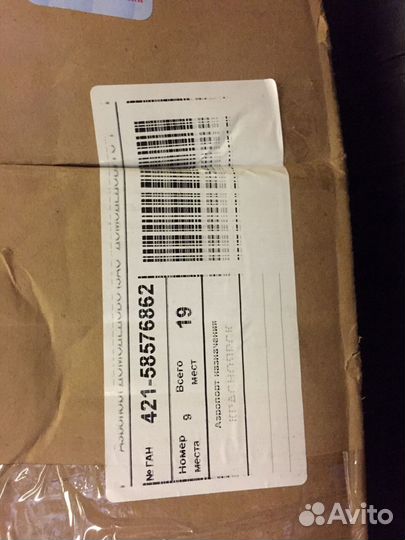 Аэропорт ДОМОДЕДОВО (ЗАО "ДОМОДЕДОВО
№ ГАН 421-58576862
Номер места 9 Всего мест 19
Аэропорт назначения
КРАСНОЯРСК
Avito